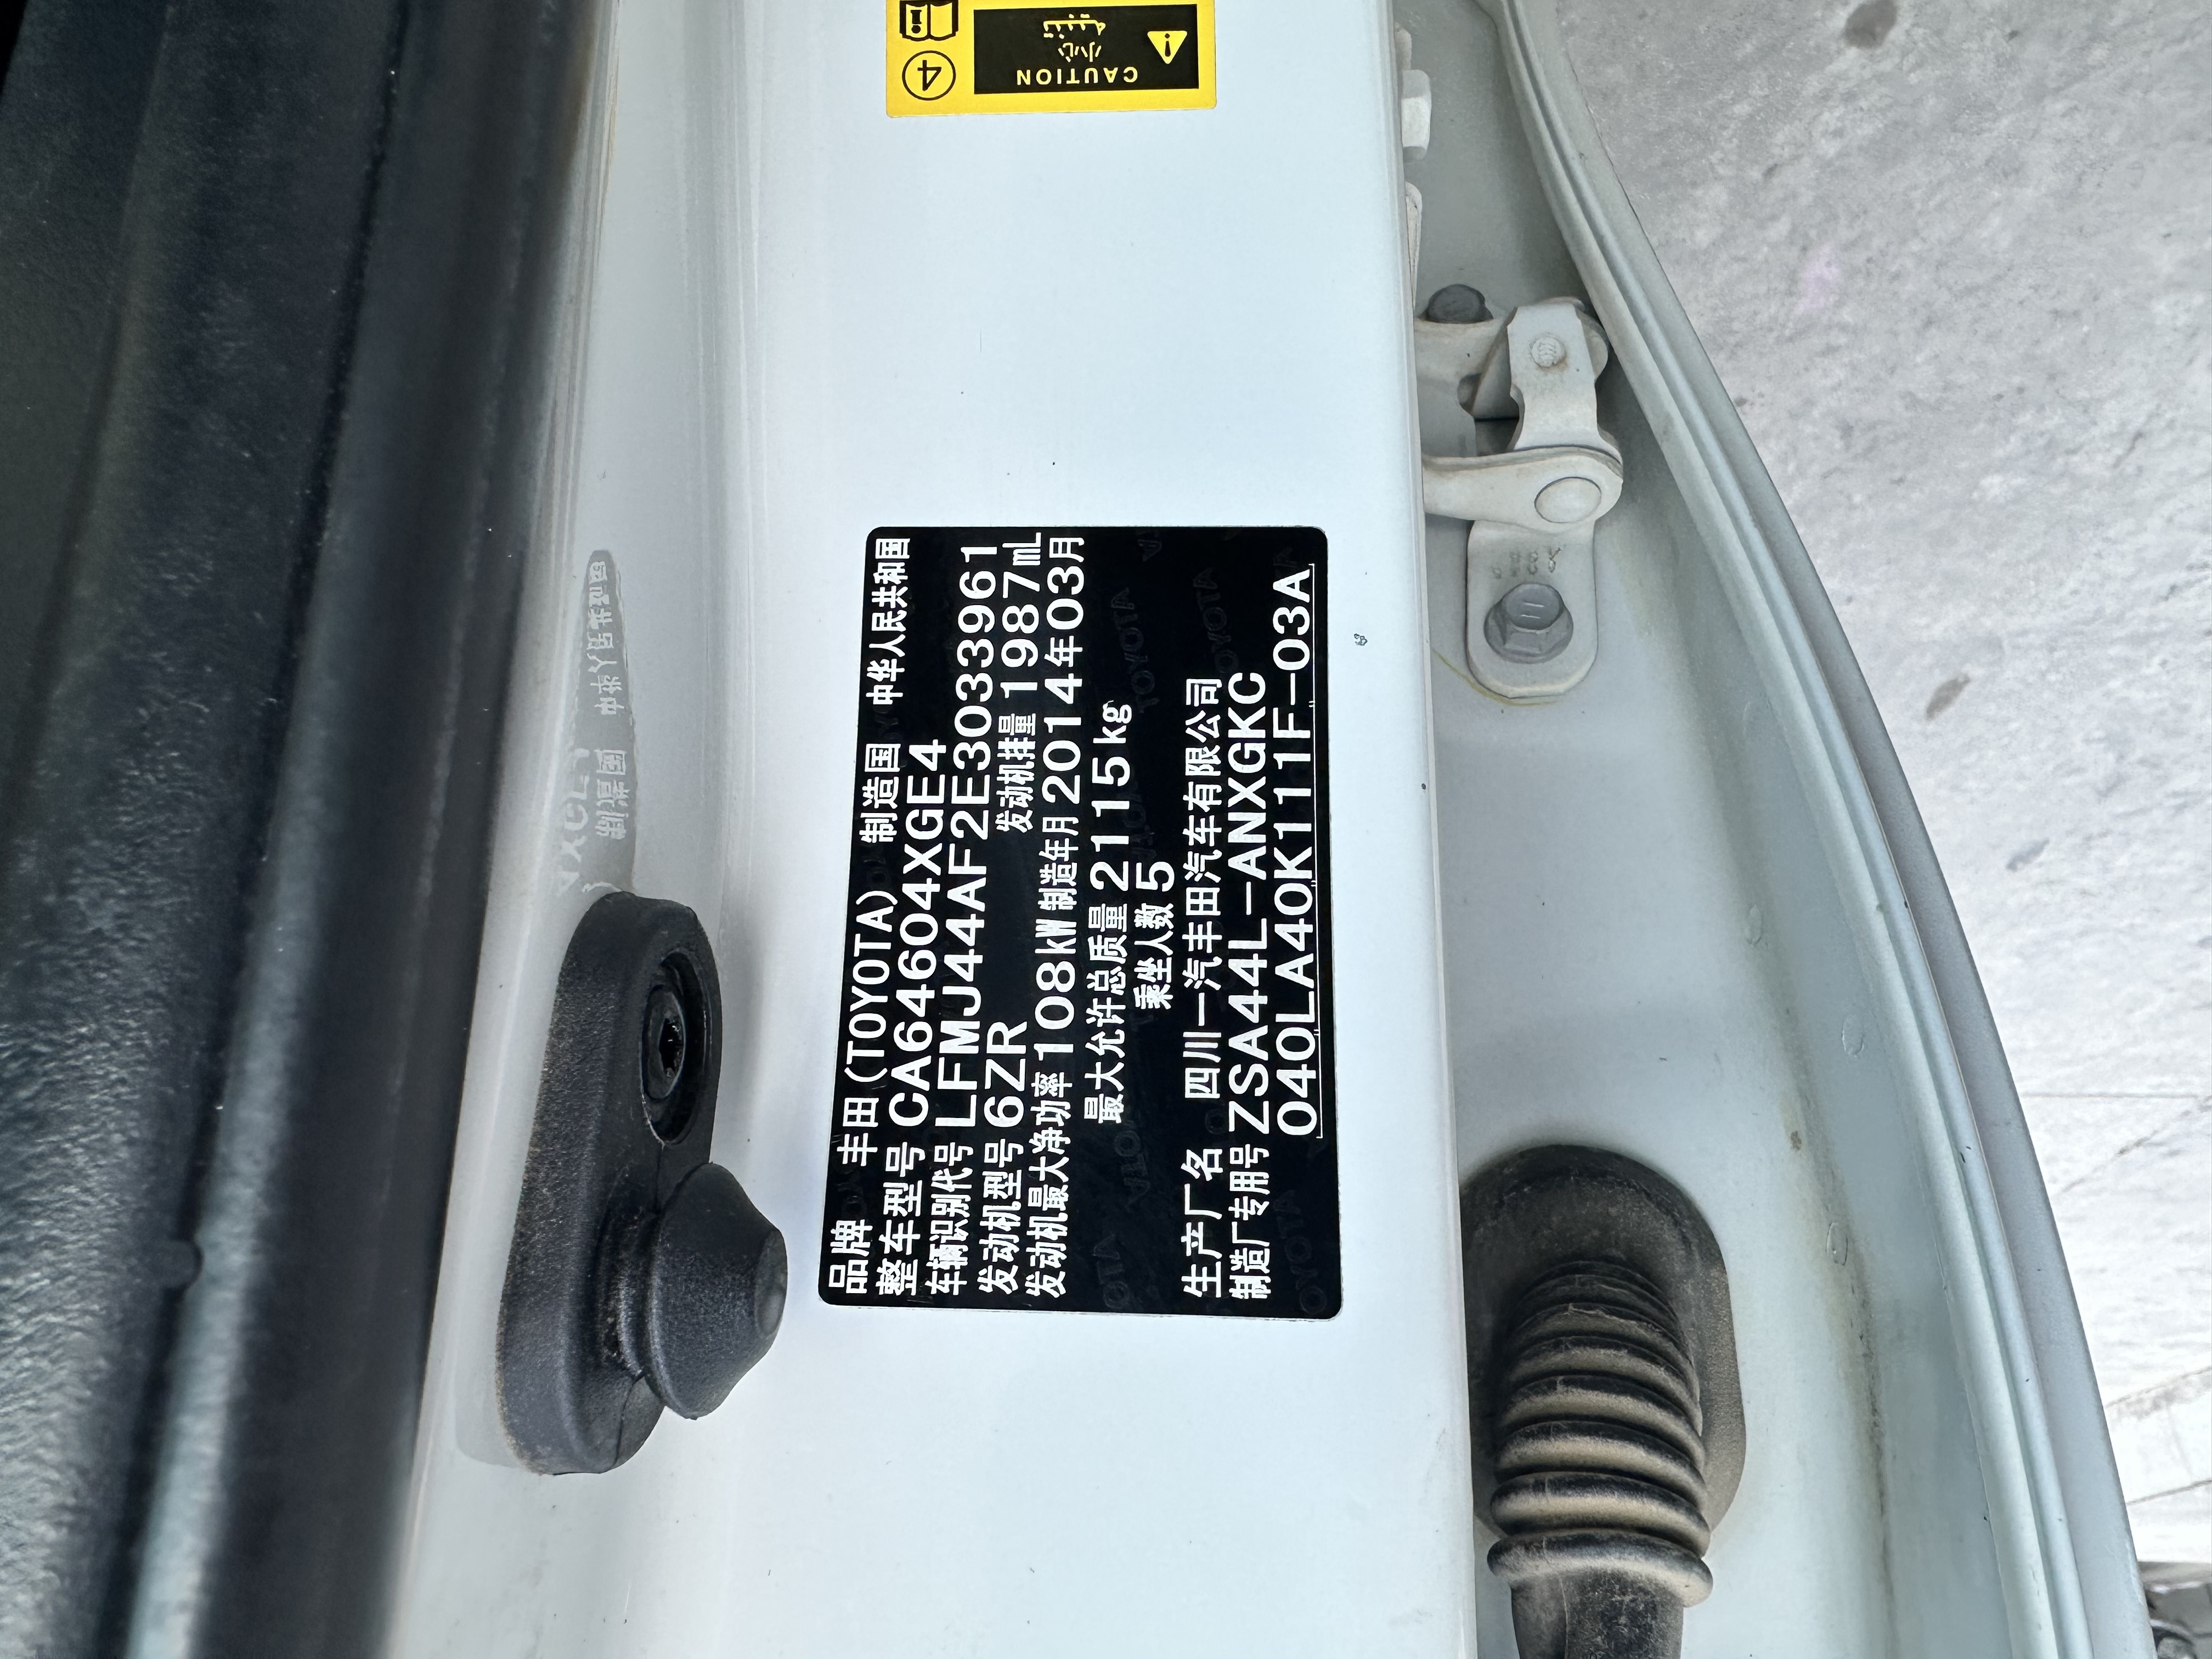 CAUTION
小心
4
品牌 丰田(TOYOTA) 制造国 中华人民共和国
整车型号 CA64604XGE4
车辆识别代号 LFMJ44AF2E3033961
发动机型号 6ZR 发动机排量 1987mL
发动机最大净功率 108kW 制造年月 2014年03月
最大允许总质量 2115kg
乘坐人数 5
生产厂名 四川一汽丰田汽车有限公司
制造厂专用号 ZSA44L-ANXGKC
040LA40K111F-03A